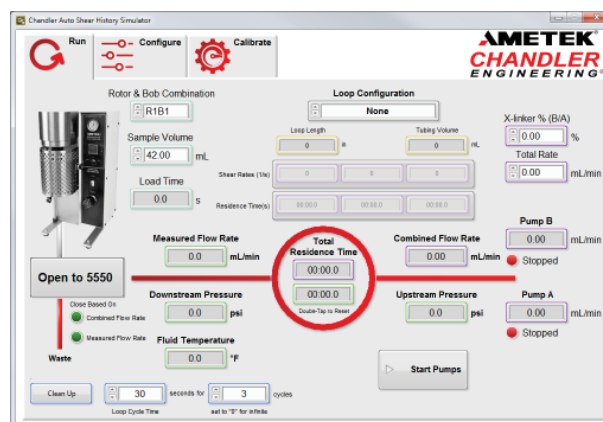 Chandler Auto Shear History Simulator
Run
Configure
Calibrate
AMETEK®
CHANDLER
ENGINEERING®
Rotor & Bob Combination
R1B1
Sample Volume
42.00 mL
Load Time
0.0 s
Loop Configuration
None
Loop Length
Tubing Volume
0 in
0 mL
Shear Rates (1/s)
0 0 0
Residence Time(s)
00:00.0 00:00.0 00:00.0
X-linker % (B/A)
0.00 %
Total Rate
0.00 mL/min
Pump B
0.00 mL/min
Stopped
Measured Flow Rate
0.0 mL/min
Total
Residence Time
00:00.0
00:00.0
Double-Tap to Reset
Combined Flow Rate
0.00 mL/min
Open to 5550
Close Based On
Combined Flow Rate
Measured Flow Rate
Waste
Downstream Pressure
0.0 psi
Upstream Pressure
0.0 psi
Pump A
0.00 mL/min
Stopped
Fluid Temperature
0.0 °F
Start Pumps
Clean Up
30 seconds for 3 cycles
Loop Cycle Time
set to "0" for infinite